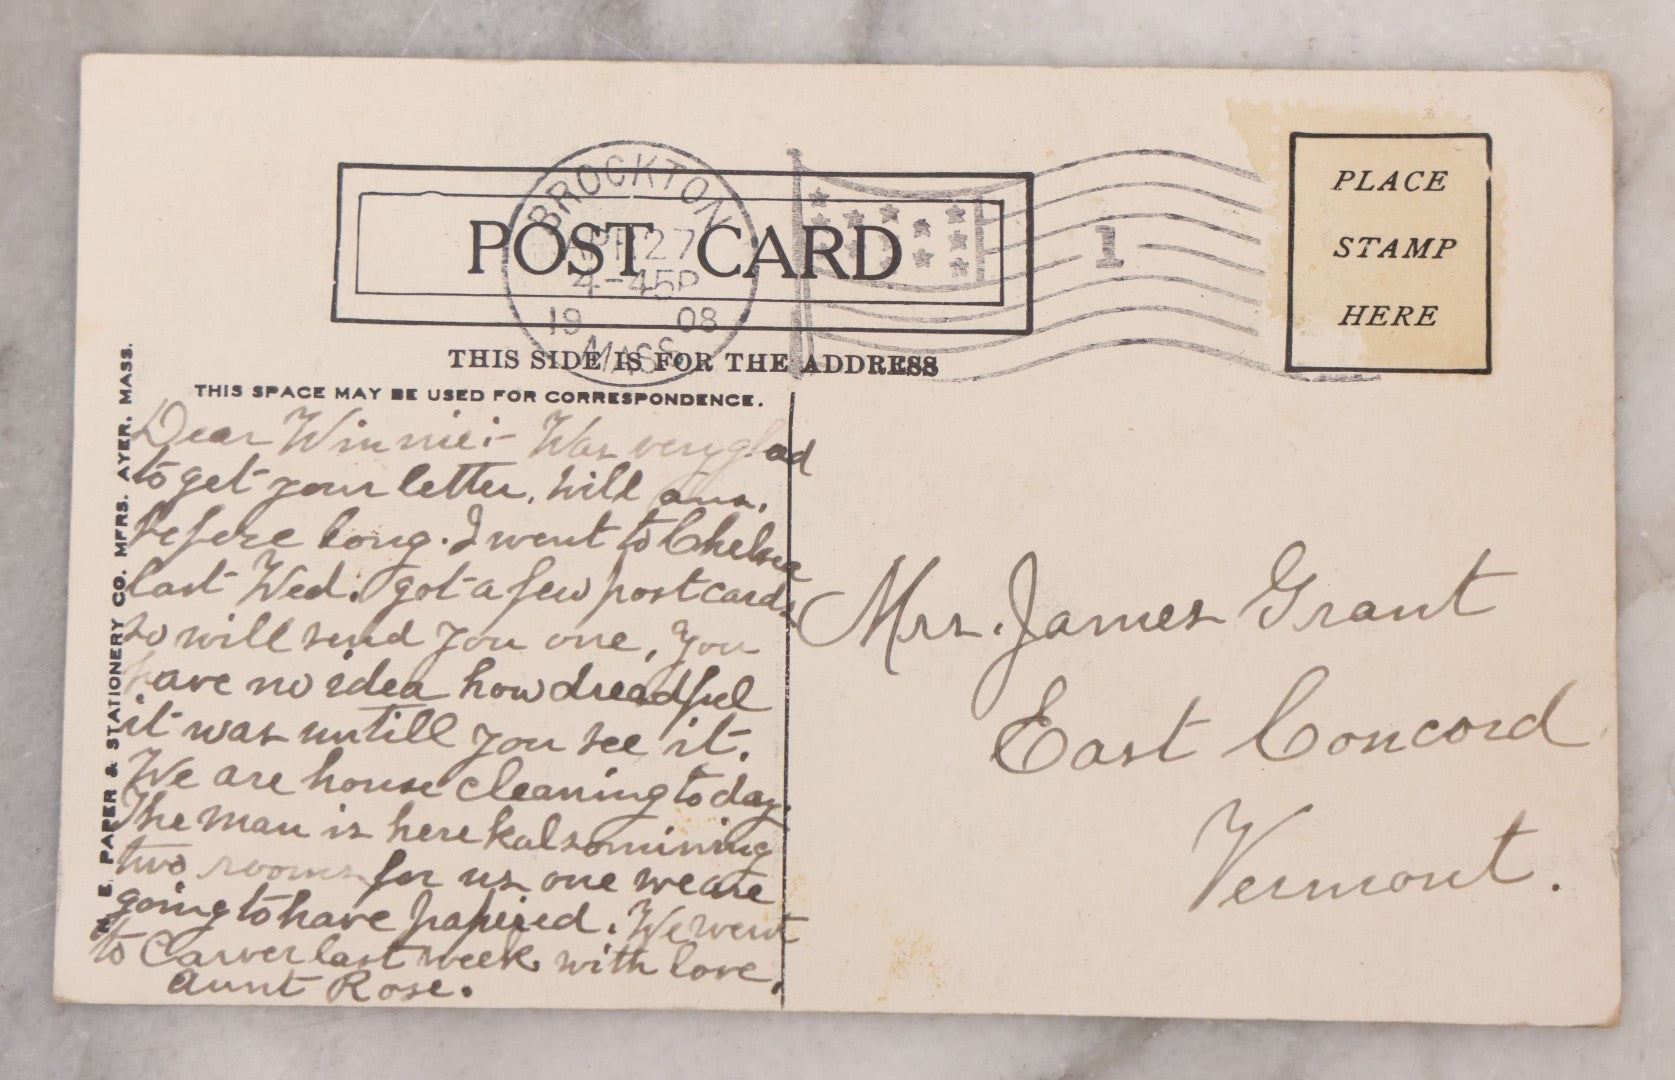 BROCKTON
APR 27
4-45P
19 08
MASS.
1
POST CARD
THIS SIDE IS FOR THE ADDRESS
PLACE
STAMP
HERE
THIS SPACE MAY BE USED FOR CORRESPONDENCE.
N. E. PAPER & STATIONERY CO. MFRS. AYER, MASS.
Dear Winnie:- Was very glad
to get your letter, will ans.
before long. I went to Chelsea
last Wed. got a few postcards
so will send you one, you
have no idea how dreadful
it was untill you see it.
We are house cleaning today.
The man is here kalsomining
two rooms for us one we are
going to have papered. We went
to Carver last week with love,
Aunt Rose.
Mrs. James Grant
East Concord
Vermont.